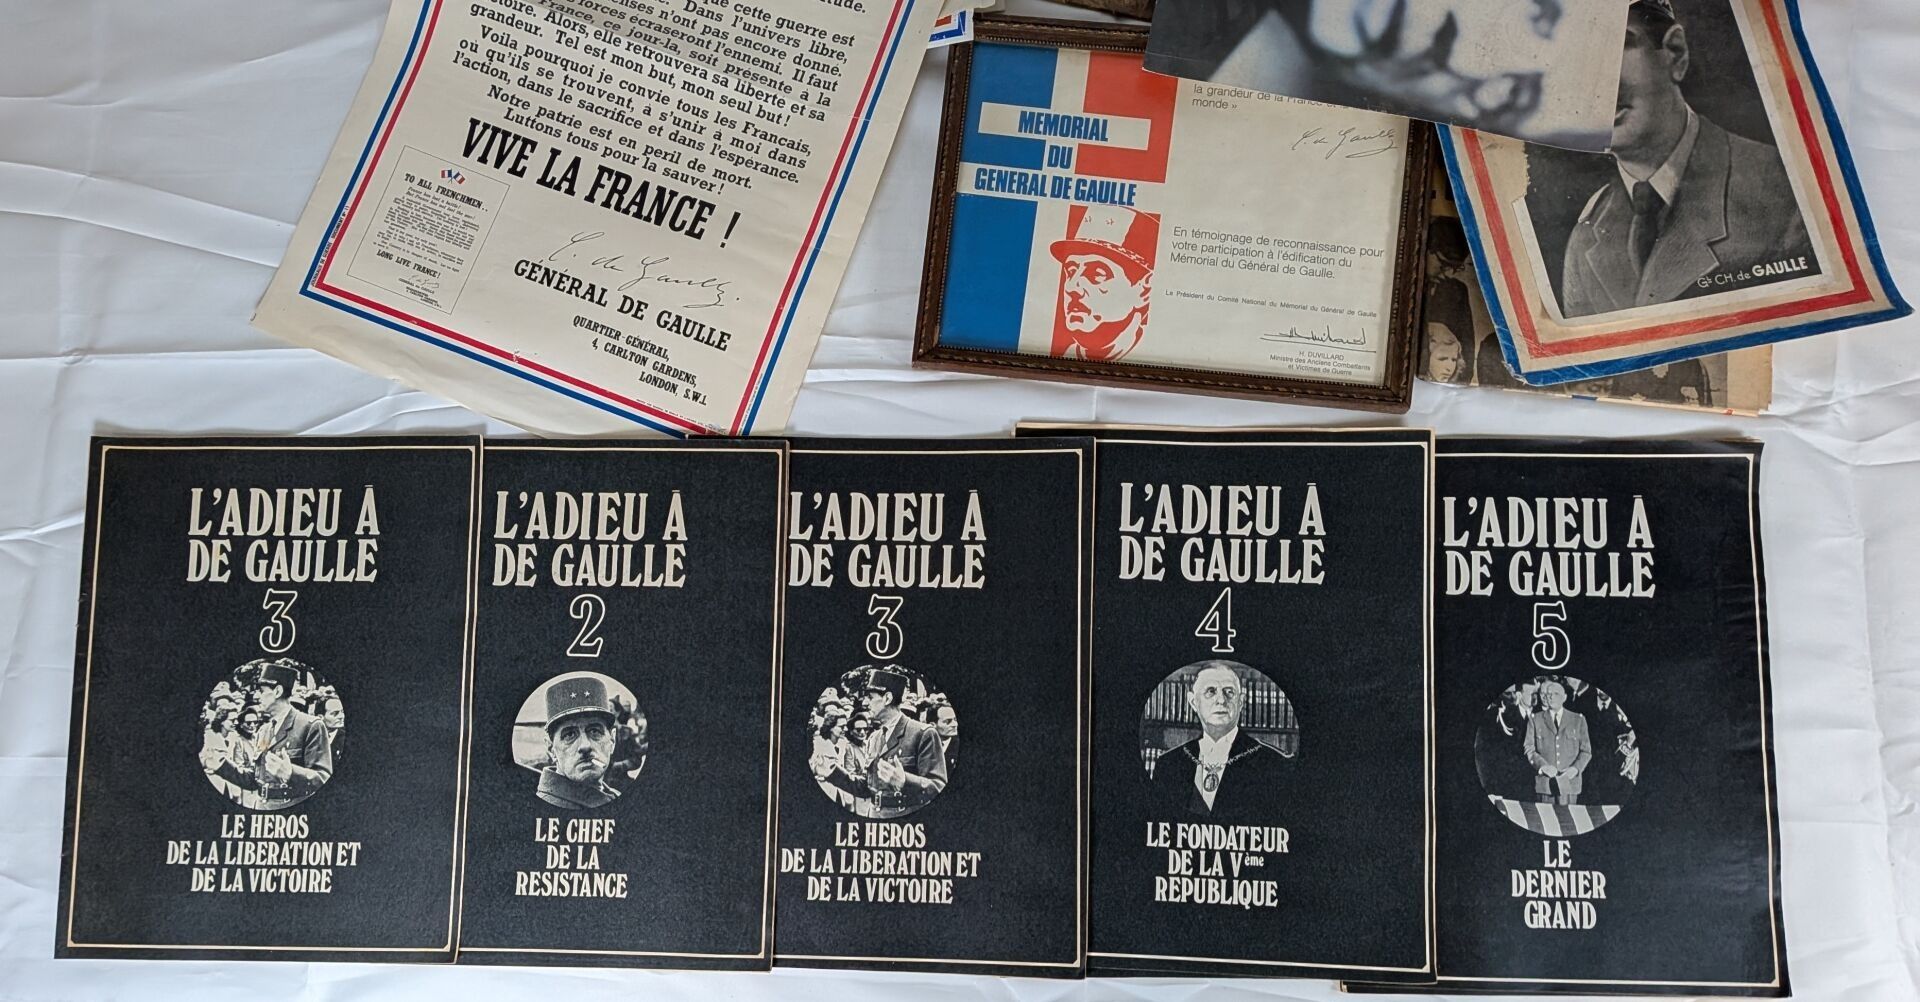 que cette guerre est
n'ont pas encore donné.
Dans l'univers libre,
forces écraseront l'ennemi. Il faut
France, ce jour-là, soit présente à la
victoire. Alors, elle retrouvera sa liberté et sa
grandeur. Tel est mon but, mon seul but!
Voila pourquoi je convie tous les Français,
où qu'ils se trouvent, à s'unir à moi dans
l'action, dans le sacrifice et dans l'espérance.
Notre patrie est en peril de mort.
Luttons tous pour la sauver!
VIVE LA FRANCE !
TO ALL FRENCHMEN..
LONG LIVE FRANCE!
C. de Gaulle
GÉNÉRAL DE GAULLE
QUARTIER-GÉNÉRAL,
4, CARLTON GARDENS,
LONDON, S.W.1.
MEMORIAL
DU
GENERAL DE GAULLE
la grandeur de la France
monde »
C. de Gaulle
En témoignage de reconnaissance pour
votre participation à l'édification du
Mémorial du Général de Gaulle.
Le Président du Comité National du Mémorial du Général de Gaulle
H. DUVILLARD
Ministre des Anciens Combattants
et Victimes de Guerre
Gal CH. de GAULLE
L'ADIEU À
DE GAULLE
3
LE HEROS
DE LA LIBERATION ET
DE LA VICTOIRE
L'ADIEU À
DE GAULLE
2
LE CHEF
DE LA
RESISTANCE
L'ADIEU À
DE GAULLE
3
LE HEROS
DE LA LIBERATION ET
DE LA VICTOIRE
L'ADIEU À
DE GAULLE
4
LE FONDATEUR
DE LA Vème
REPUBLIQUE
L'ADIEU À
DE GAULLE
5
LE
DERNIER
GRAND